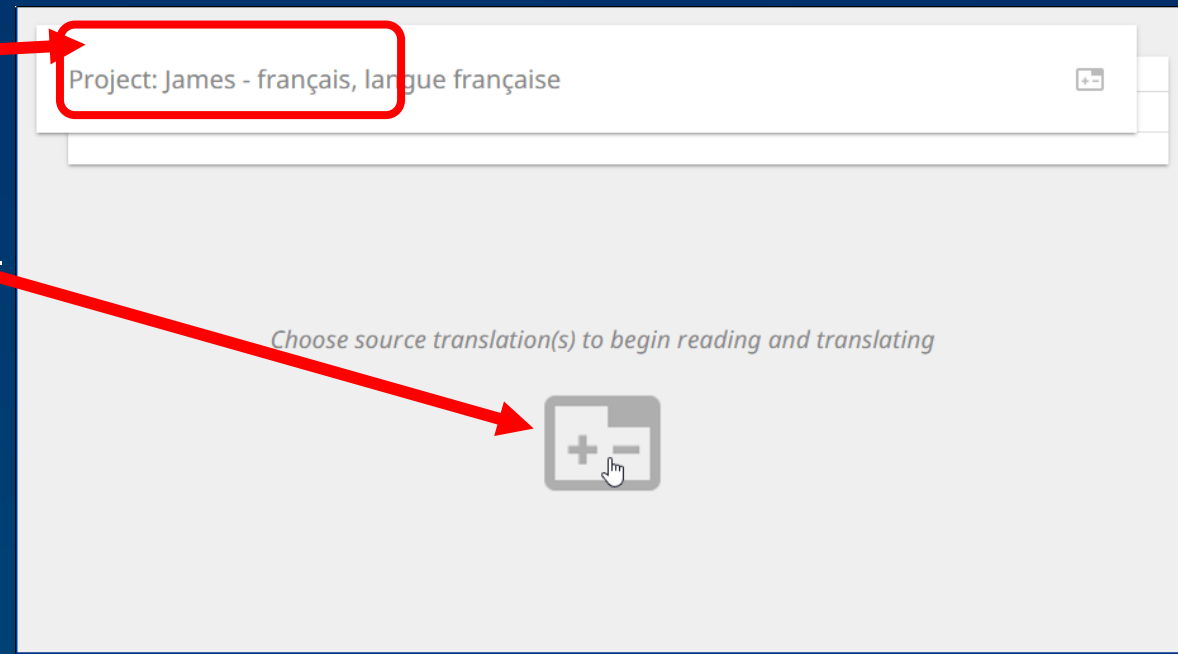 Project: James - français, langue française
Choose source translation(s) to begin reading and translating